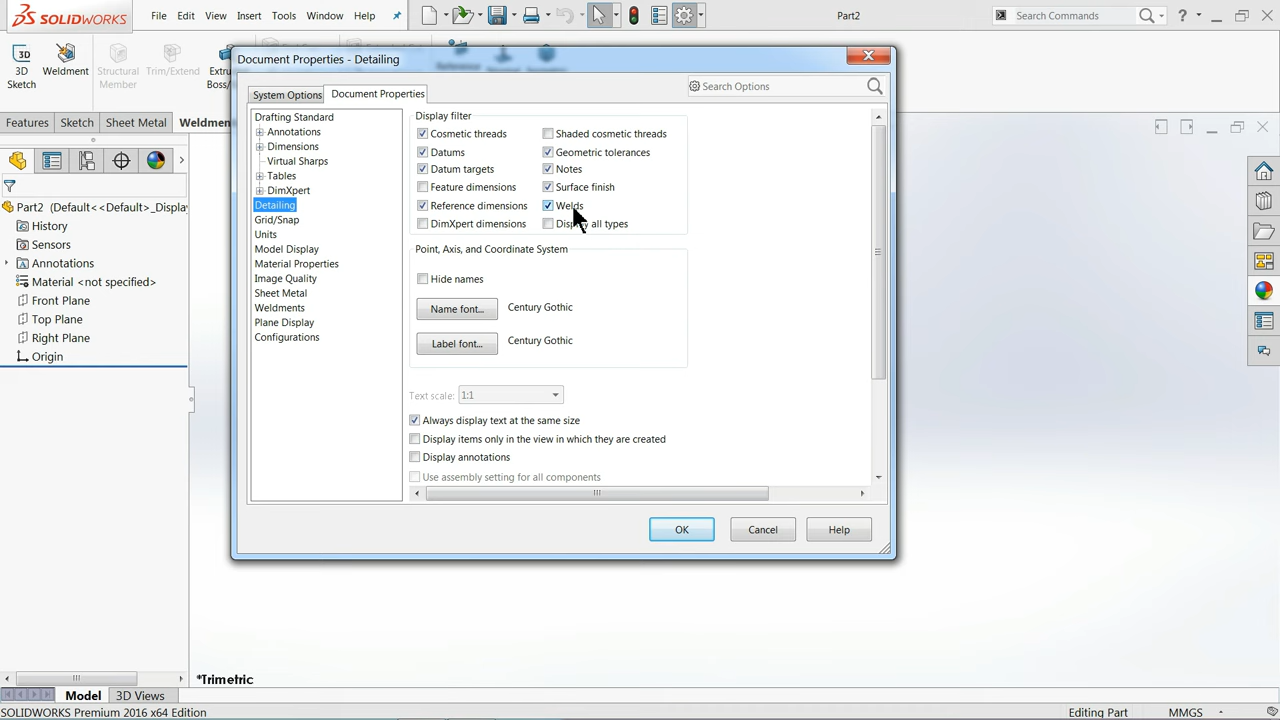 SOLIDWORKS File Edit View Insert Tools Window Help Part2 Search Commands ?
3D Sketch Weldment Structural Member Trim/Extend
Document Properties - Detailing
System Options Document Properties Search Options
Features Sketch Sheet Metal
Part2 (Default<<Default>_Displa
History
Sensors
Annotations
Material <not specified>
Front Plane
Top Plane
Right Plane
Origin
Drafting Standard
Annotations
Dimensions
Virtual Sharps
Tables
DimXpert
Detailing
Grid/Snap
Units
Model Display
Material Properties
Image Quality
Sheet Metal
Weldments
Plane Display
Configurations
Display filter
Cosmetic threads Shaded cosmetic threads
Datums Geometric tolerances
Datum targets Notes
Feature dimensions Surface finish
Reference dimensions Welds
DimXpert dimensions Display all types
Point, Axis, and Coordinate System
Hide names
Name font... Century Gothic
Label font... Century Gothic
Text scale: 1:1
Always display text at the same size
Display items only in the view in which they are created
Display annotations
Use assembly setting for all components
OK Cancel Help
*Trimetric
Model 3D Views
SOLIDWORKS Premium 2016 x64 Edition Editing Part MMGS